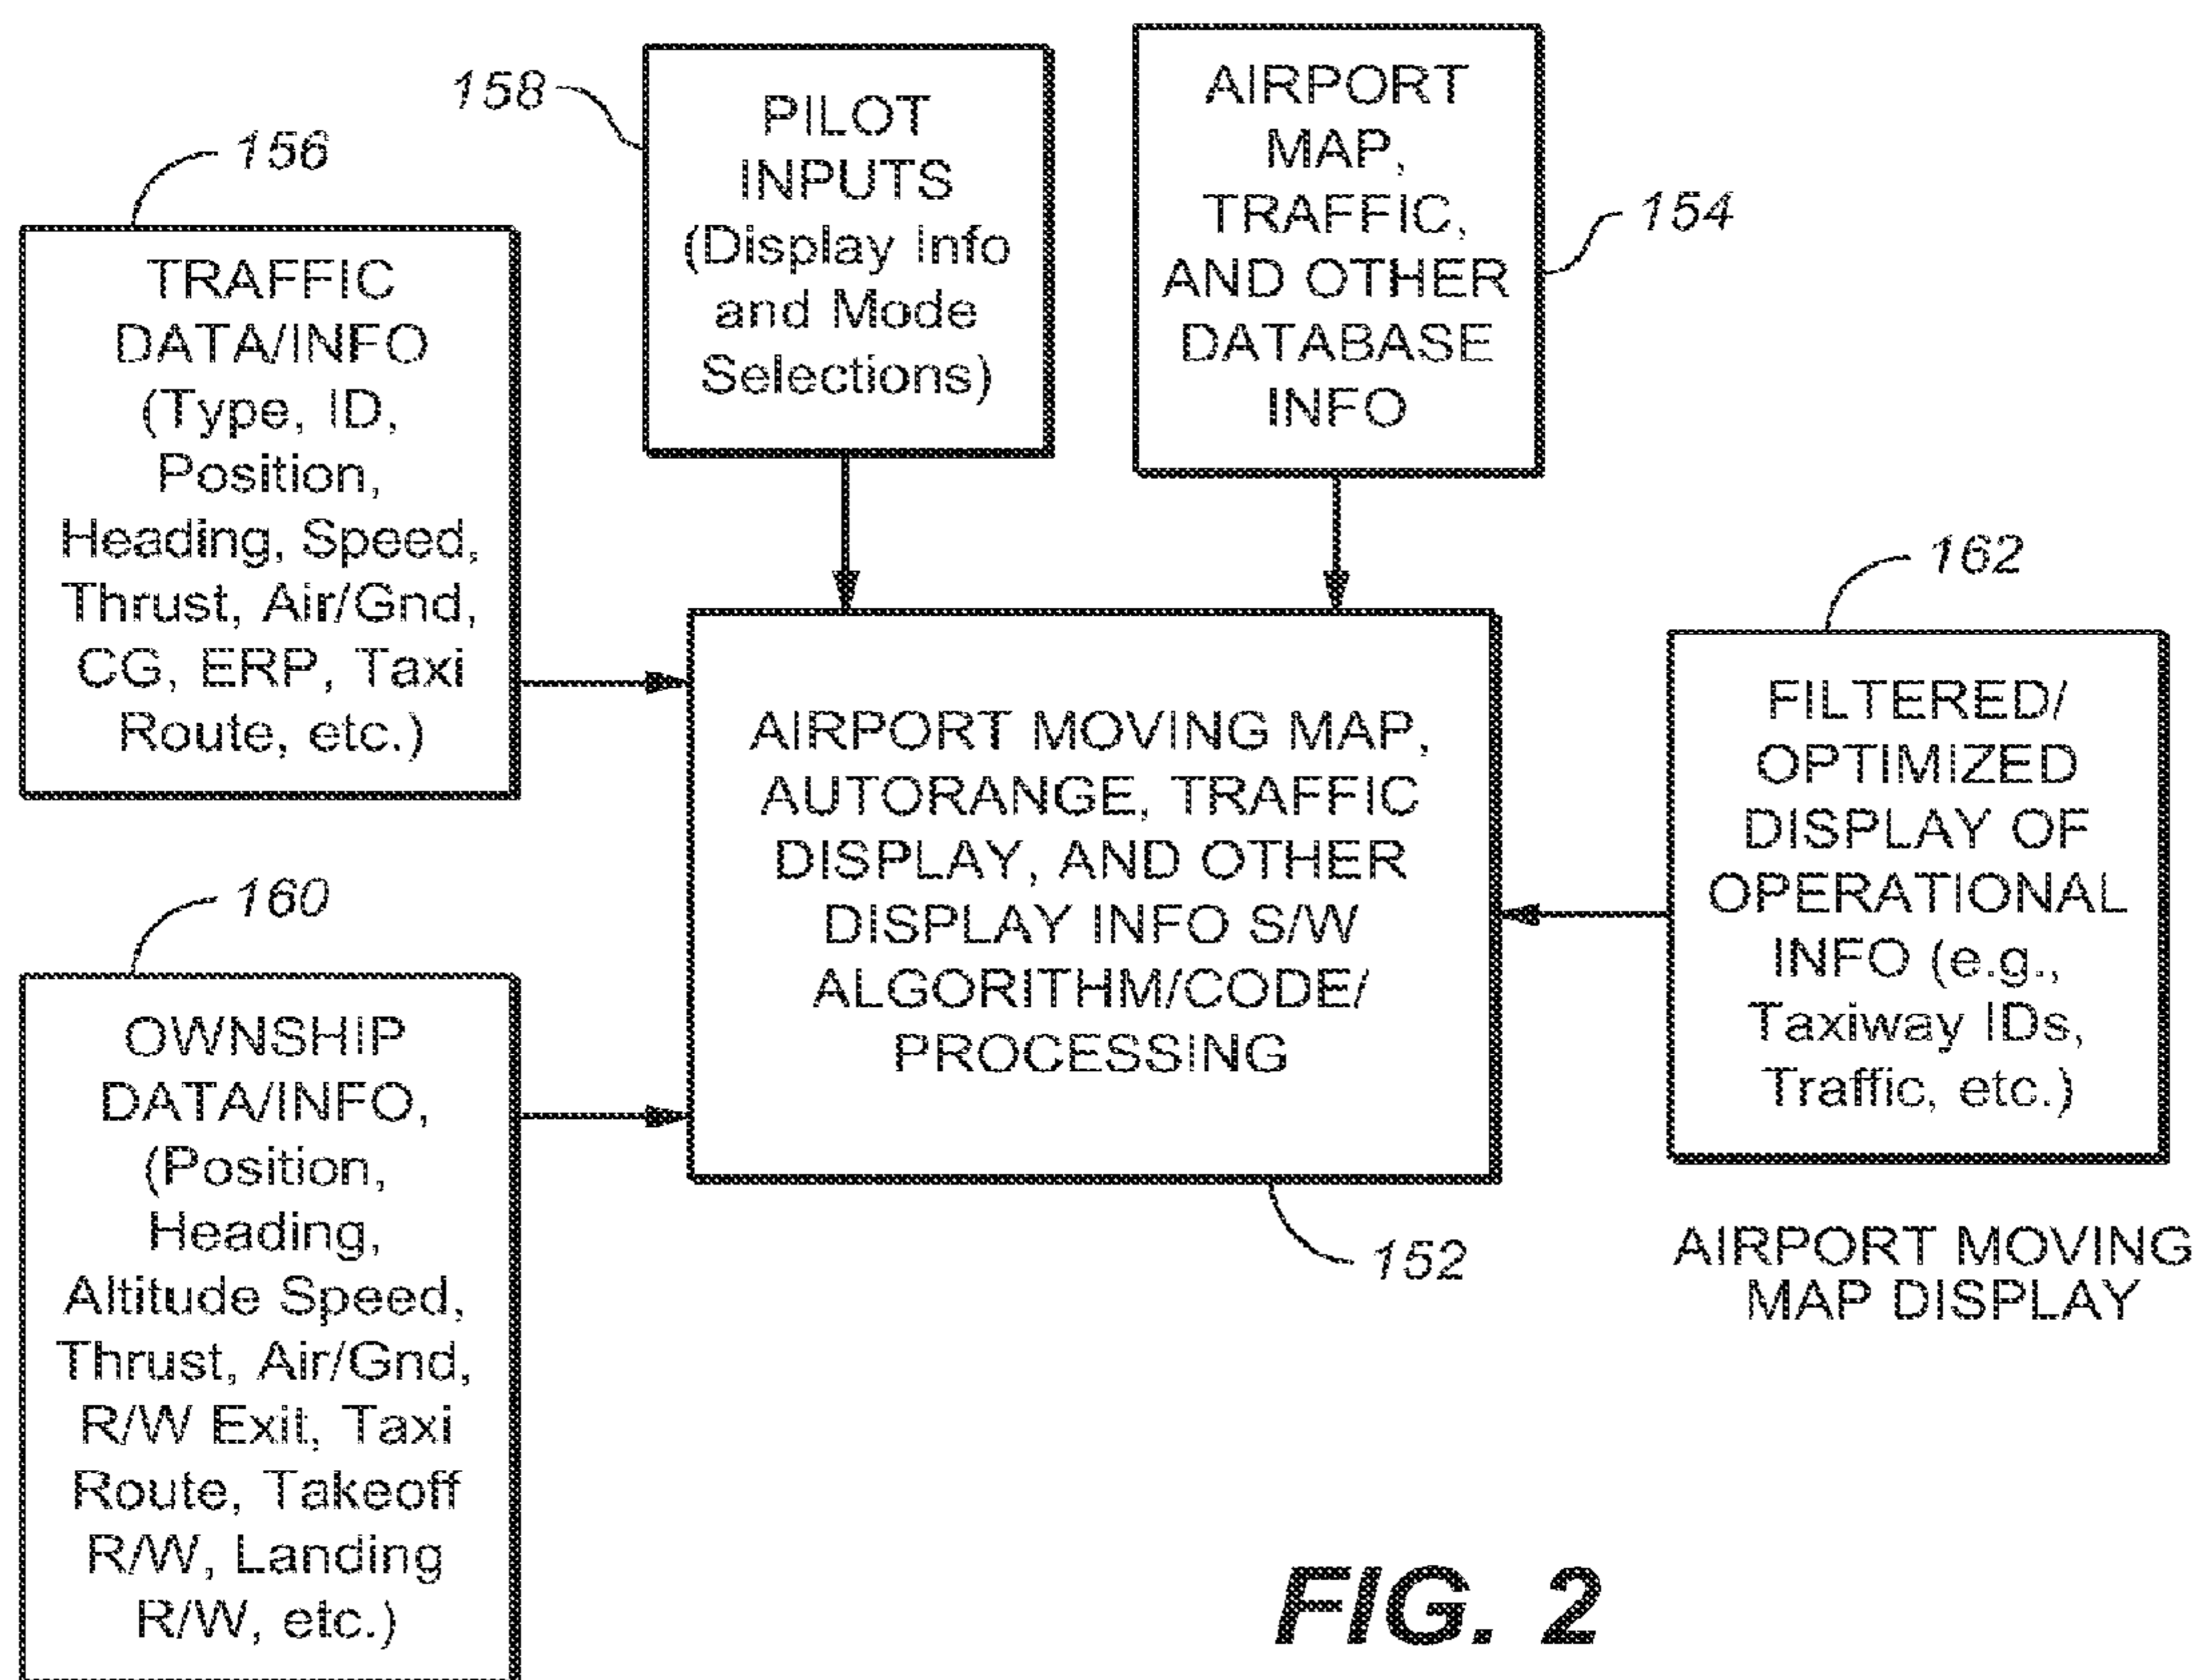 158
PILOT
INPUTS
(Display Info
and Mode
Selections)
AIRPORT
MAP,
TRAFFIC,
AND OTHER
DATABASE
INFO
154
156
TRAFFIC
DATA/INFO
(Type, ID,
Position,
Heading, Speed,
Thrust, Air/Gnd,
CG, ERP, Taxi
Route, etc.)
AIRPORT MOVING MAP,
AUTORANGE, TRAFFIC
DISPLAY, AND OTHER
DISPLAY INFO S/W
ALGORITHM/CODE/
PROCESSING
152
162
FILTERED/
OPTIMIZED
DISPLAY OF
OPERATIONAL
INFO (e.g.,
Taxiway IDs,
Traffic, etc.)
AIRPORT MOVING
MAP DISPLAY
160
OWNSHIP
DATA/INFO,
(Position,
Heading,
Altitude Speed,
Thrust, Air/Gnd,
R/W Exit, Taxi
Route, Takeoff
R/W, Landing
R/W, etc.)
FIG. 2